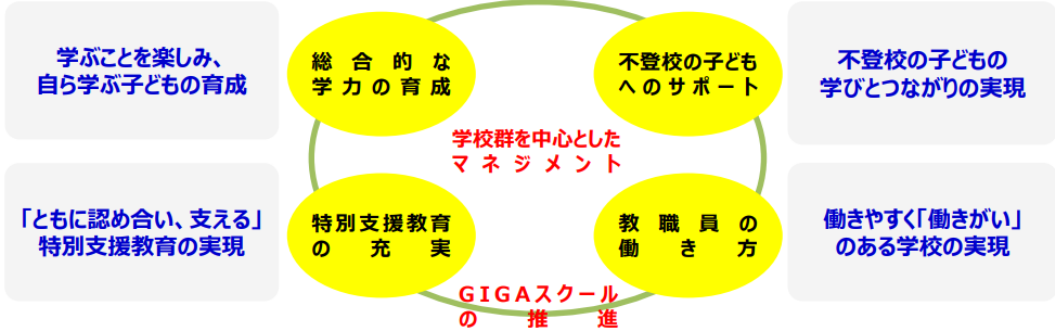 学ぶことを楽しみ、
自ら学ぶ子どもの育成
総合的な
学力の育成
不登校の子ども
へのサポート
不登校の子どもの
学びとつながりの実現
学校群を中心とした
マネジメント
「ともに認め合い、支える」
特別支援教育の実現
特別支援教育
の充実
教職員の
働き方
働きやすく「働きがい」
のある学校の実現
GIGAスクール
の推進